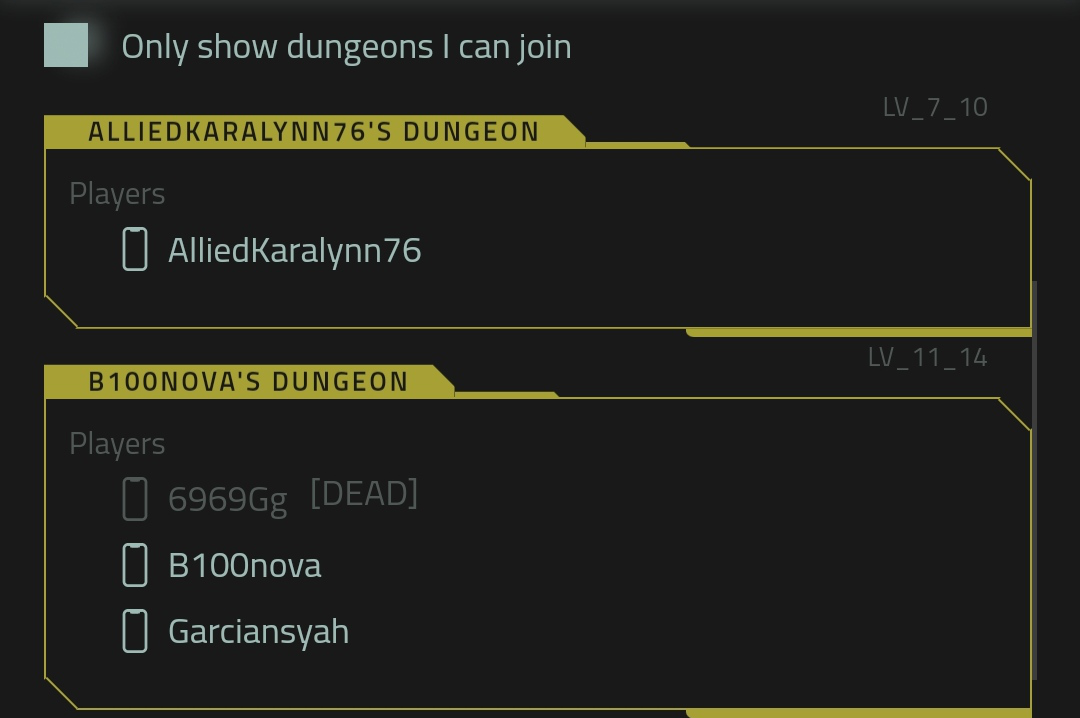 Only show dungeons I can join
LV_7_10
ALLIEDKARALYNN76'S DUNGEON
Players
AlliedKaralynn76
LV_11_14
B100NOVA'S DUNGEON
Players
6969Gg [DEAD]
B100nova
Garciansyah